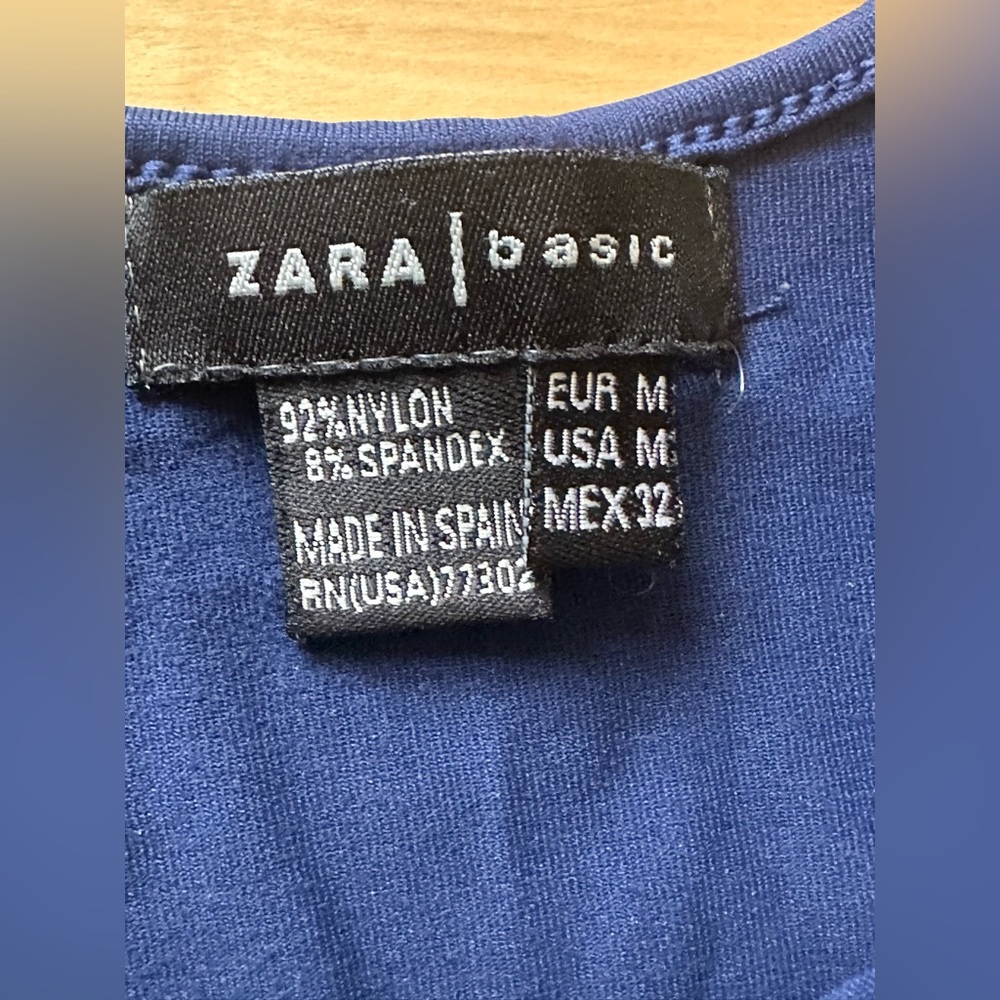 ZARA | basic
92%NYLON
8% SPANDEX
MADE IN SPAIN
RN(USA)77302
EUR M
USA M
MEX 32